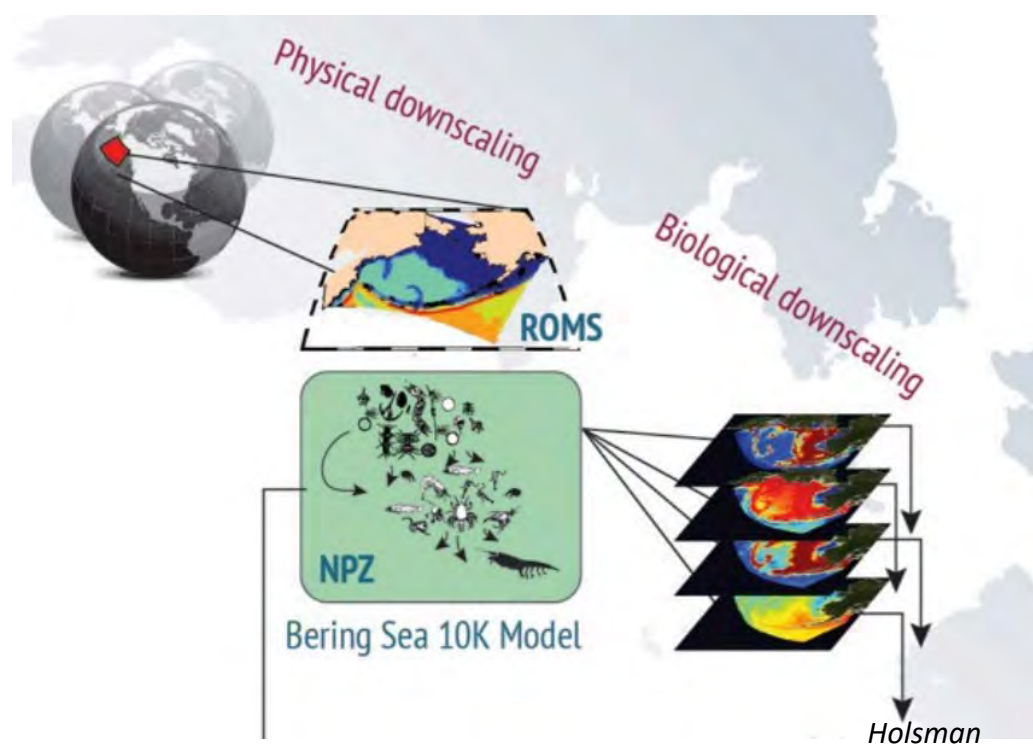 Physical downscaling
Biological downscaling
ROMS
NPZ
Bering Sea 10K Model
Holsman